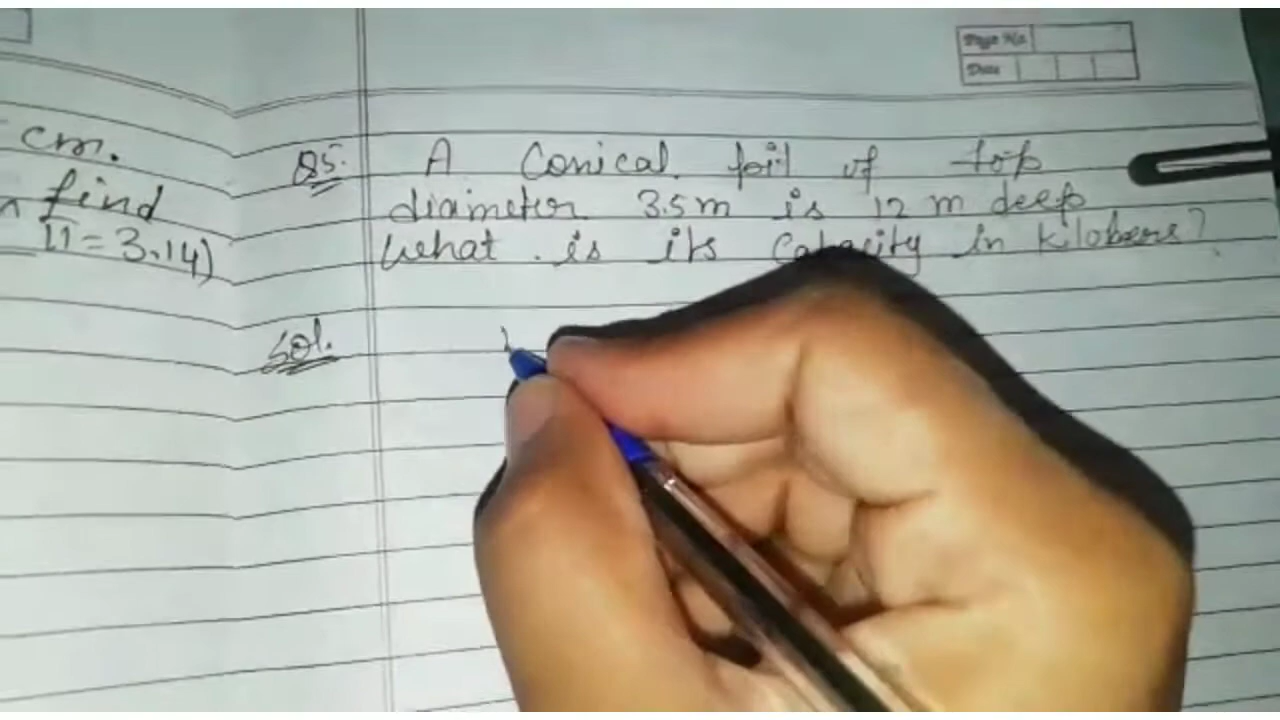 Page No.
Date
cm.
find
π = 3.14)
Q5. A Conical pit of top
diameter 3.5 m is 12 m deep
What is its Capacity in kiloliters?
Sol.